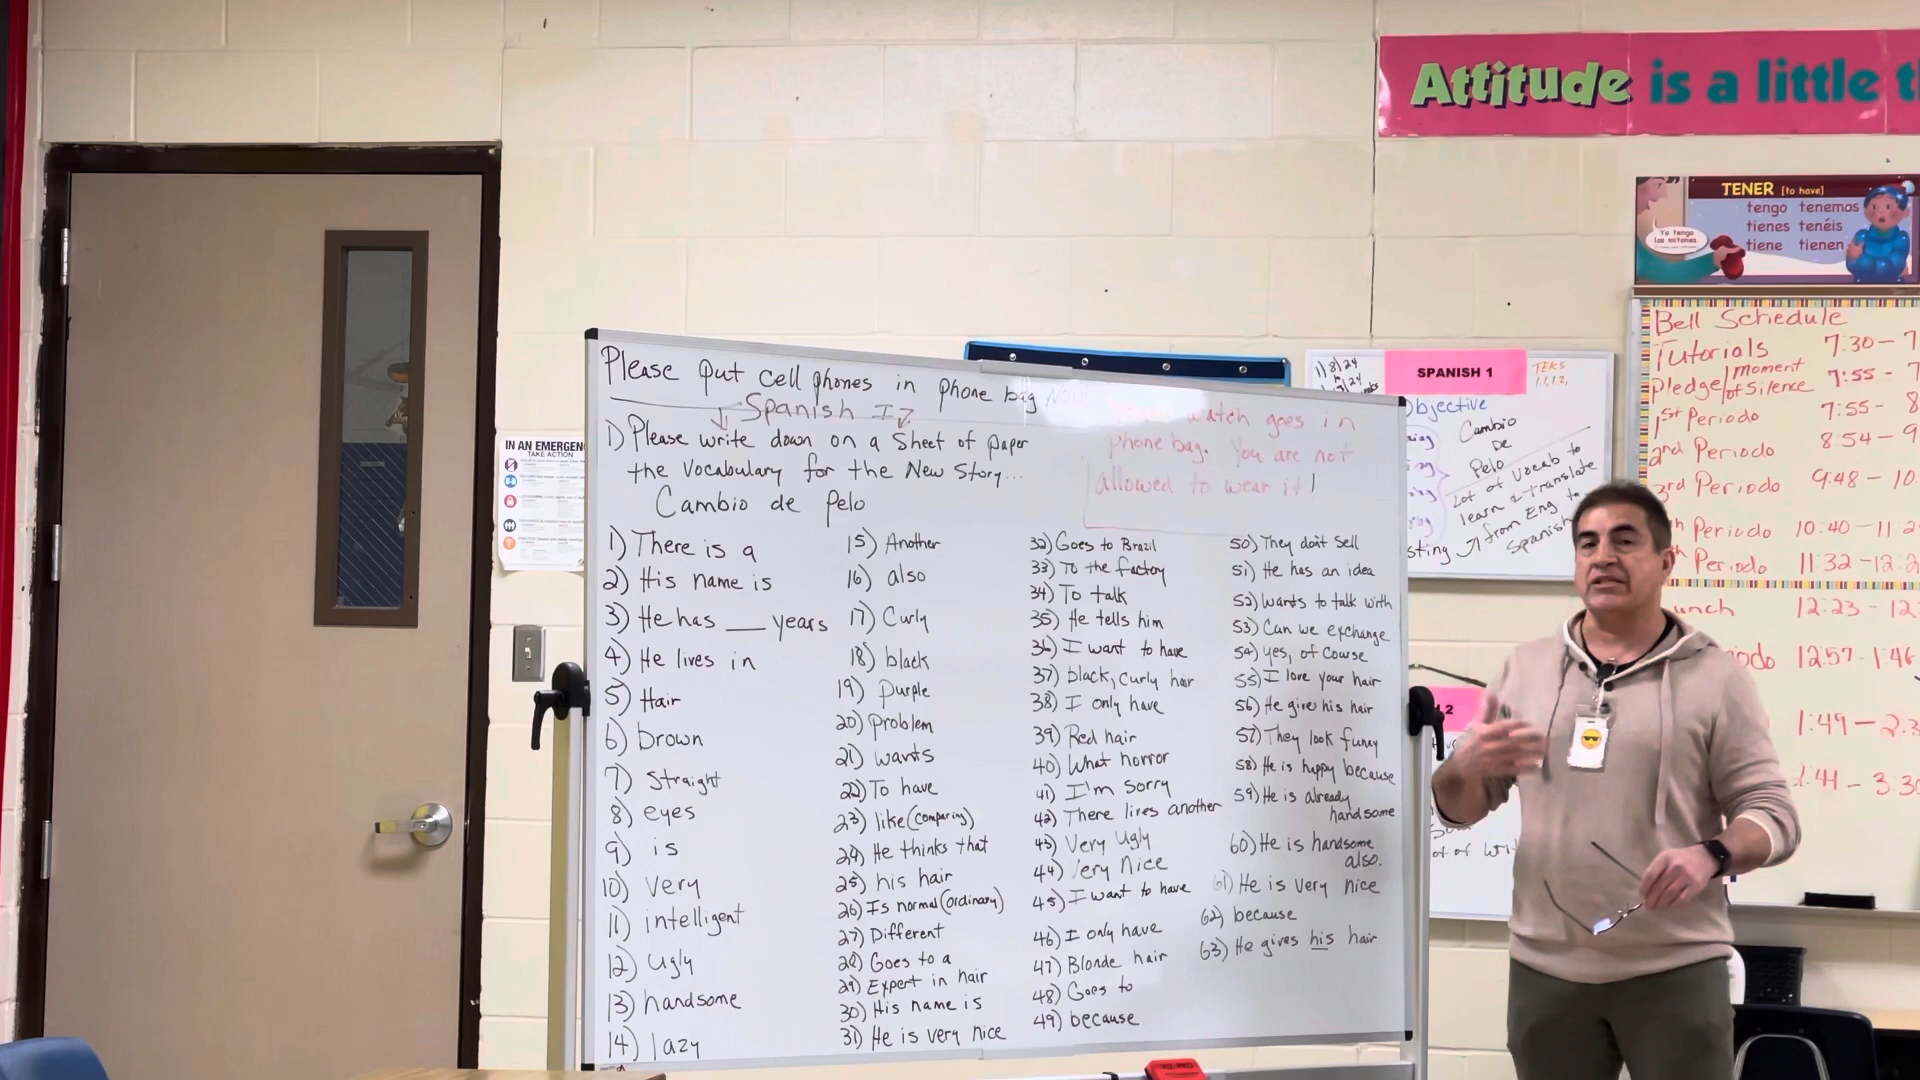 Attitude is a little
TENER [to have]
tengo tenemos
tienes tenéis
tiene tienen
Yo tengo
las mitones.
Bell Schedule
Tutorials 7:30 - 7
Pledge/moment of Silence 7:55 - 7
1st Periodo 7:55 - 8
2nd Periodo 8:54 - 9
3rd Periodo 9:48 - 10
Periodo 10:40 - 11:2
Periodo 11:32 - 12:2
unch 12:23 - 12
12:57 - 1:46
1:49 - 2:3
- 3:30
1/8/24
SPANISH 1
TEKS
bjective
Cambio
De
Pelo
Lot of vocab to
learn & translate
from Eng to
Spanish
sting
2
IN AN EMERGENC
TAKE ACTION
Please put cell phones in phone bag
Spanish I
1) Please write down on a Sheet of paper
the vocabulary for the New Story...
Cambio de Pelo
watch goes in
phone bag. You are not
allowed to wear it!
1) There is a
2) His name is
3) He has ___ years
4) He lives in
5) Hair
6) brown
7) Straight
8) eyes
9) is
10) very
11) intelligent
12) ugly
13) handsome
14) lazy
15) Another
16) also
17) Curly
18) black
19) Purple
20) problem
21) wants
22) To have
23) like (comparing)
24) He thinks that
25) his hair
26) Is normal (ordinary)
27) Different
28) Goes to a
29) Expert in hair
30) His name is
31) He is very nice
32) Goes to Brazil
33) To the factory
34) To talk
35) He tells him
36) I want to have
37) black, curly hair
38) I only have
39) Red hair
40) What horror
41) I'm sorry
42) There lives another
43) Very Ugly
44) Very Nice
45) I want to have
46) I only have
47) Blonde hair
48) Goes to
49) because
50) They don't sell
51) He has an idea
52) wants to talk with
53) Can we exchange
54) yes, of course
55) I love your hair
56) He gives his hair
57) They look funny
58) He is happy because
59) He is already
handsome
60) He is handsome
also.
61) He is very nice
62) because
63) He gives his hair